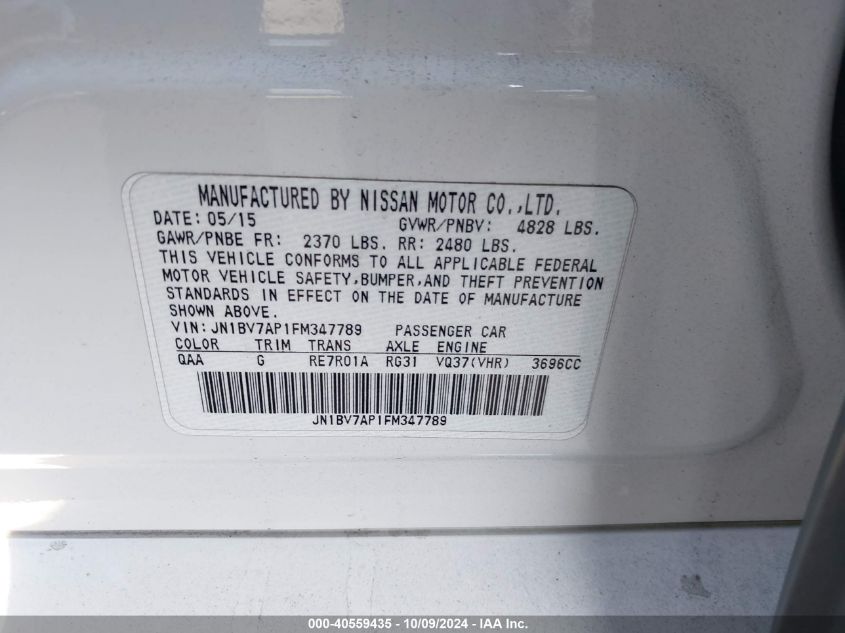 MANUFACTURED BY NISSAN MOTOR CO.,LTD.
DATE: 05/15 GVWR/PNBV: 4828 LBS.
GAWR/PNBE FR: 2370 LBS. RR: 2480 LBS.
THIS VEHICLE CONFORMS TO ALL APPLICABLE FEDERAL
MOTOR VEHICLE SAFETY,BUMPER,AND THEFT PREVENTION
STANDARDS IN EFFECT ON THE DATE OF MANUFACTURE
SHOWN ABOVE.
VIN:JN1BV7AP1FM347789 PASSENGER CAR
COLOR TRIM TRANS AXLE ENGINE
QAA G RE7R01A RG31 VQ37(VHR) 3696CC
JN1BV7AP1FM347789
000-40559435 - 10/09/2024 - IAA Inc.